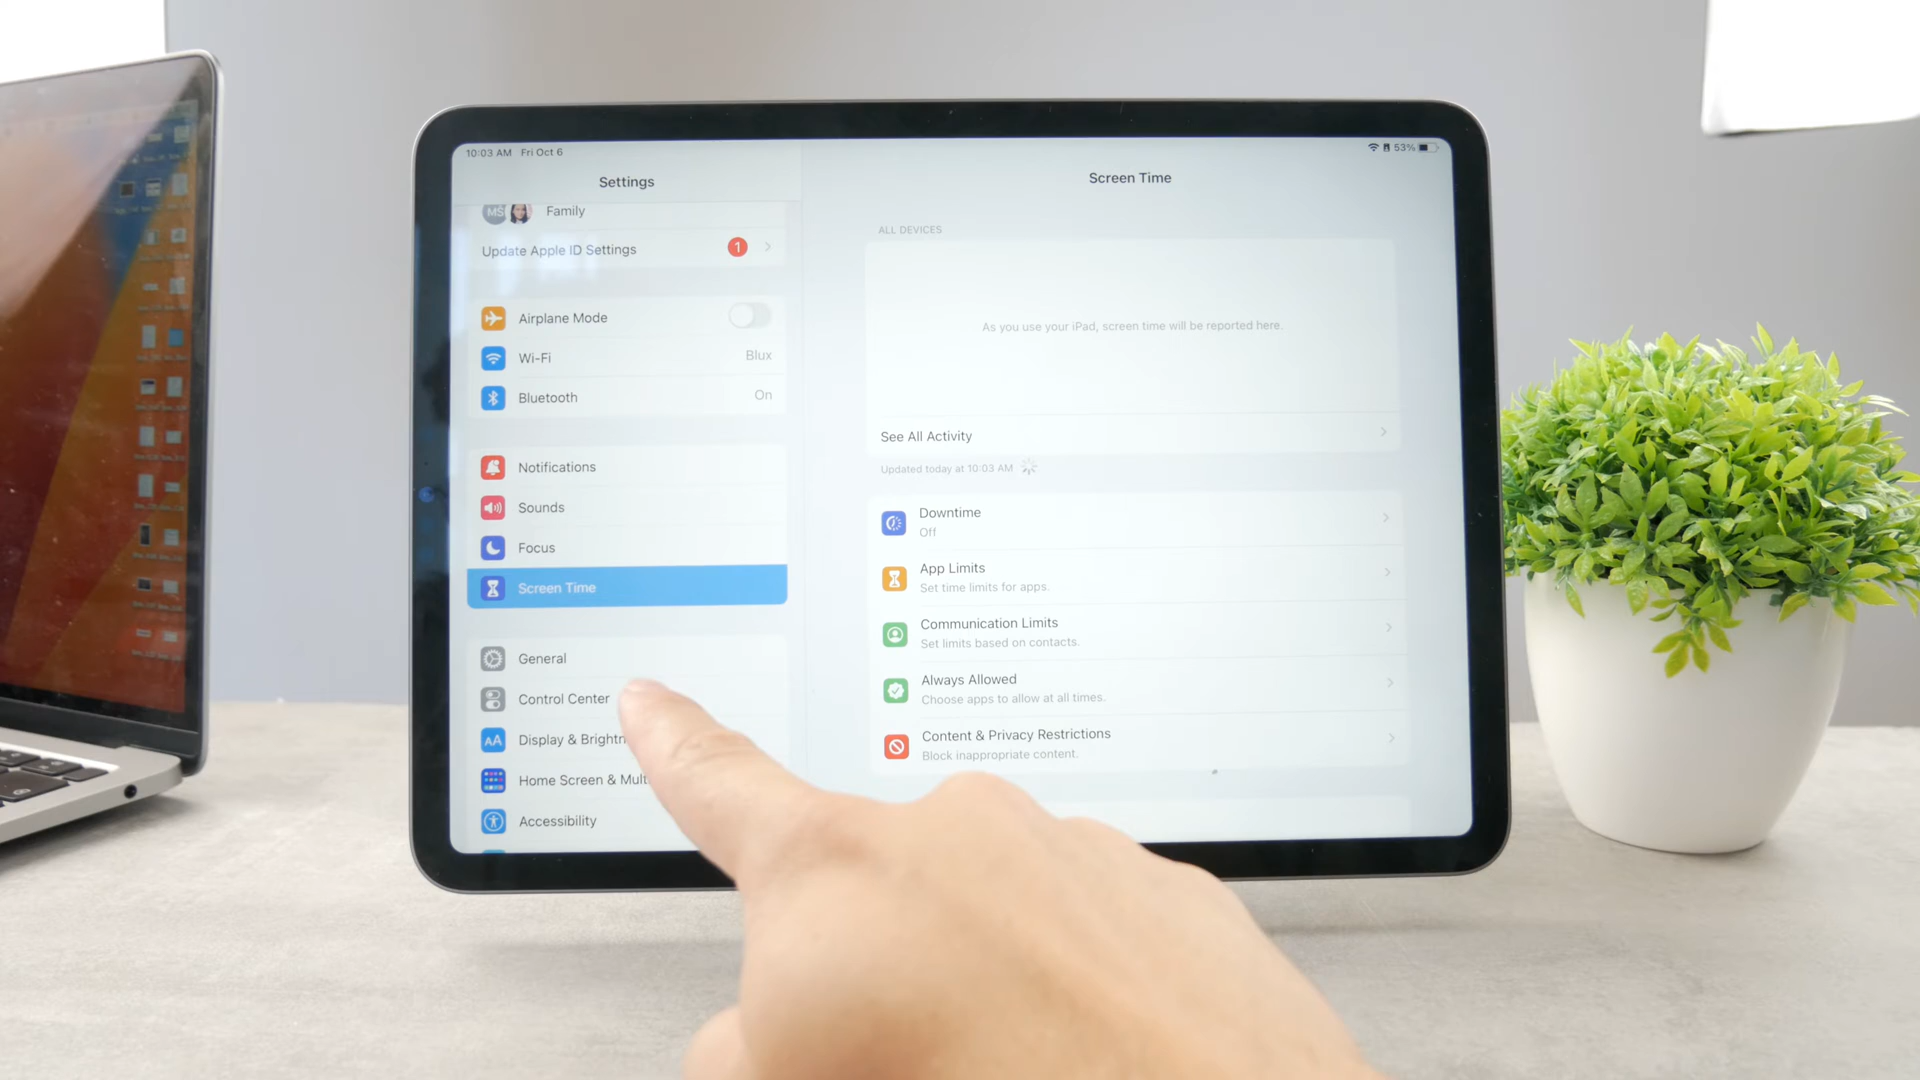 10:03 AM Fri Oct 6
53%
Settings
MS Family
Update Apple ID Settings 1
Airplane Mode
Wi-Fi Blux
Bluetooth On
Notifications
Sounds
Focus
Screen Time
General
Control Center
Display & Brightn
Home Screen & Mult
Accessibility
Screen Time
ALL DEVICES
As you use your iPad, screen time will be reported here.
See All Activity
Updated today at 10:03 AM
Downtime
Off
App Limits
Set time limits for apps.
Communication Limits
Set limits based on contacts.
Always Allowed
Choose apps to allow at all times.
Content & Privacy Restrictions
Block inappropriate content.